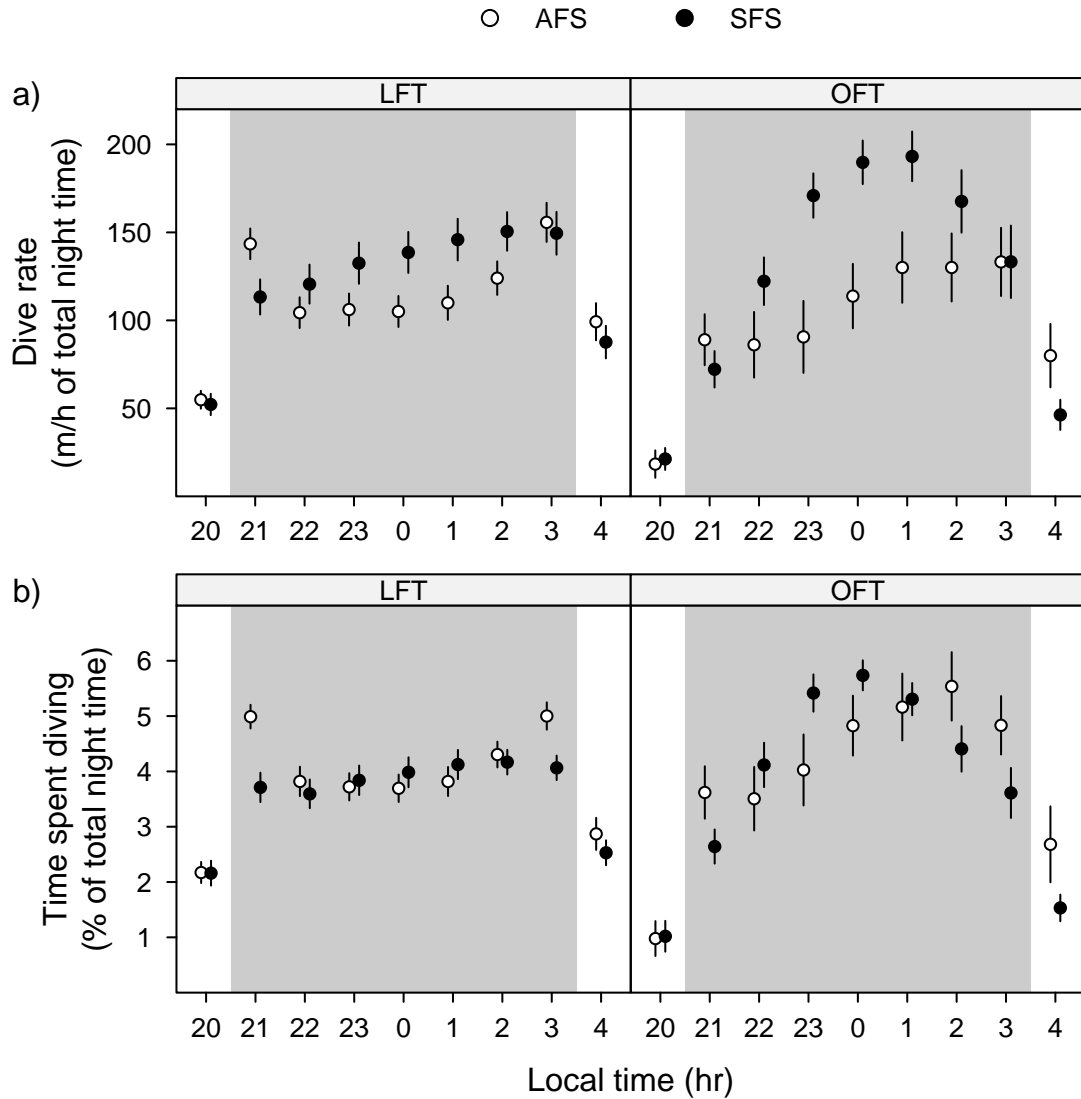 AFS SFS
a)
LFT OFT
Dive rate
(m/h of total night time)
200
150
100
50
20 21 22 23 0 1 2 3 4 20 21 22 23 0 1 2 3 4
b)
LFT OFT
Time spent diving
(% of total night time)
6
5
4
3
2
1
20 21 22 23 0 1 2 3 4 20 21 22 23 0 1 2 3 4
Local time (hr)